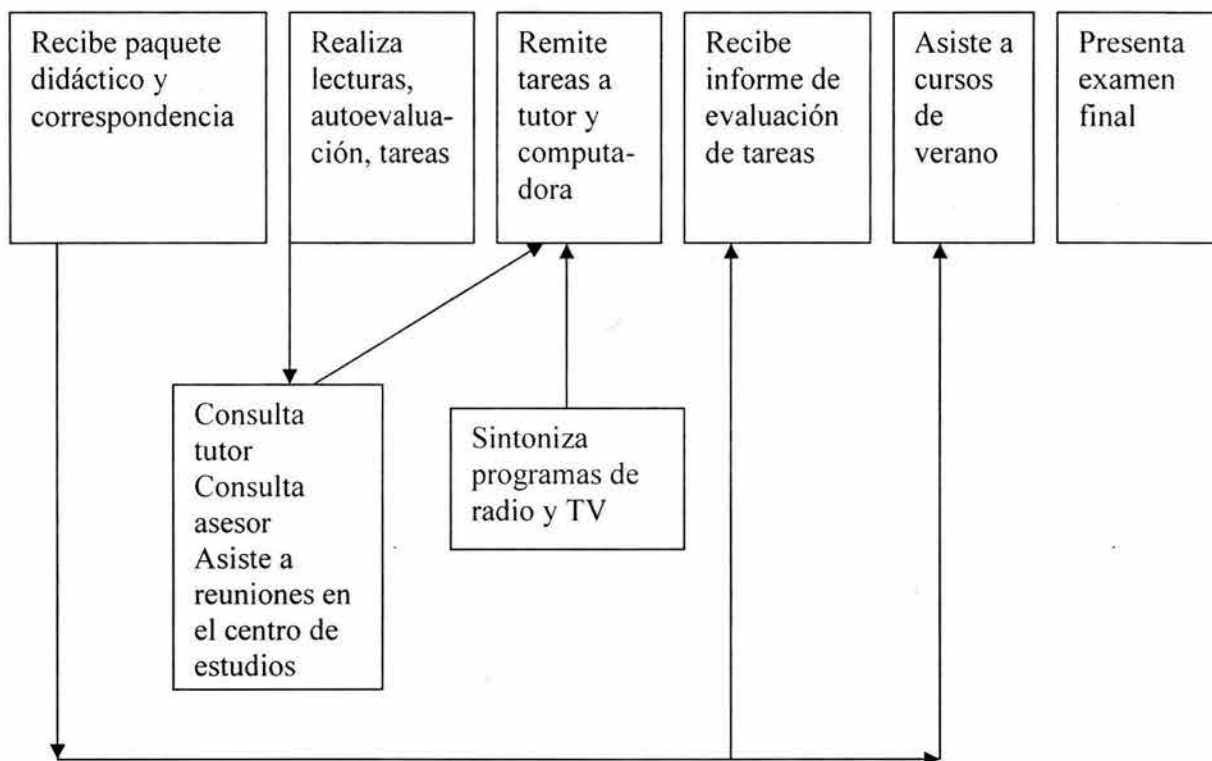 Recibe paquete
didáctico y
correspondencia
Realiza
lecturas,
autoevalua-
ción, tareas
Remite
tareas a
tutor y
computa-
dora
Recibe
informe de
evaluación
de tareas
Asiste a
cursos
de
verano
Presenta
examen
final
Consulta
tutor
Consulta
asesor
Asiste a
reuniones en
el centro de
estudios
Sintoniza
programas de
radio y TV